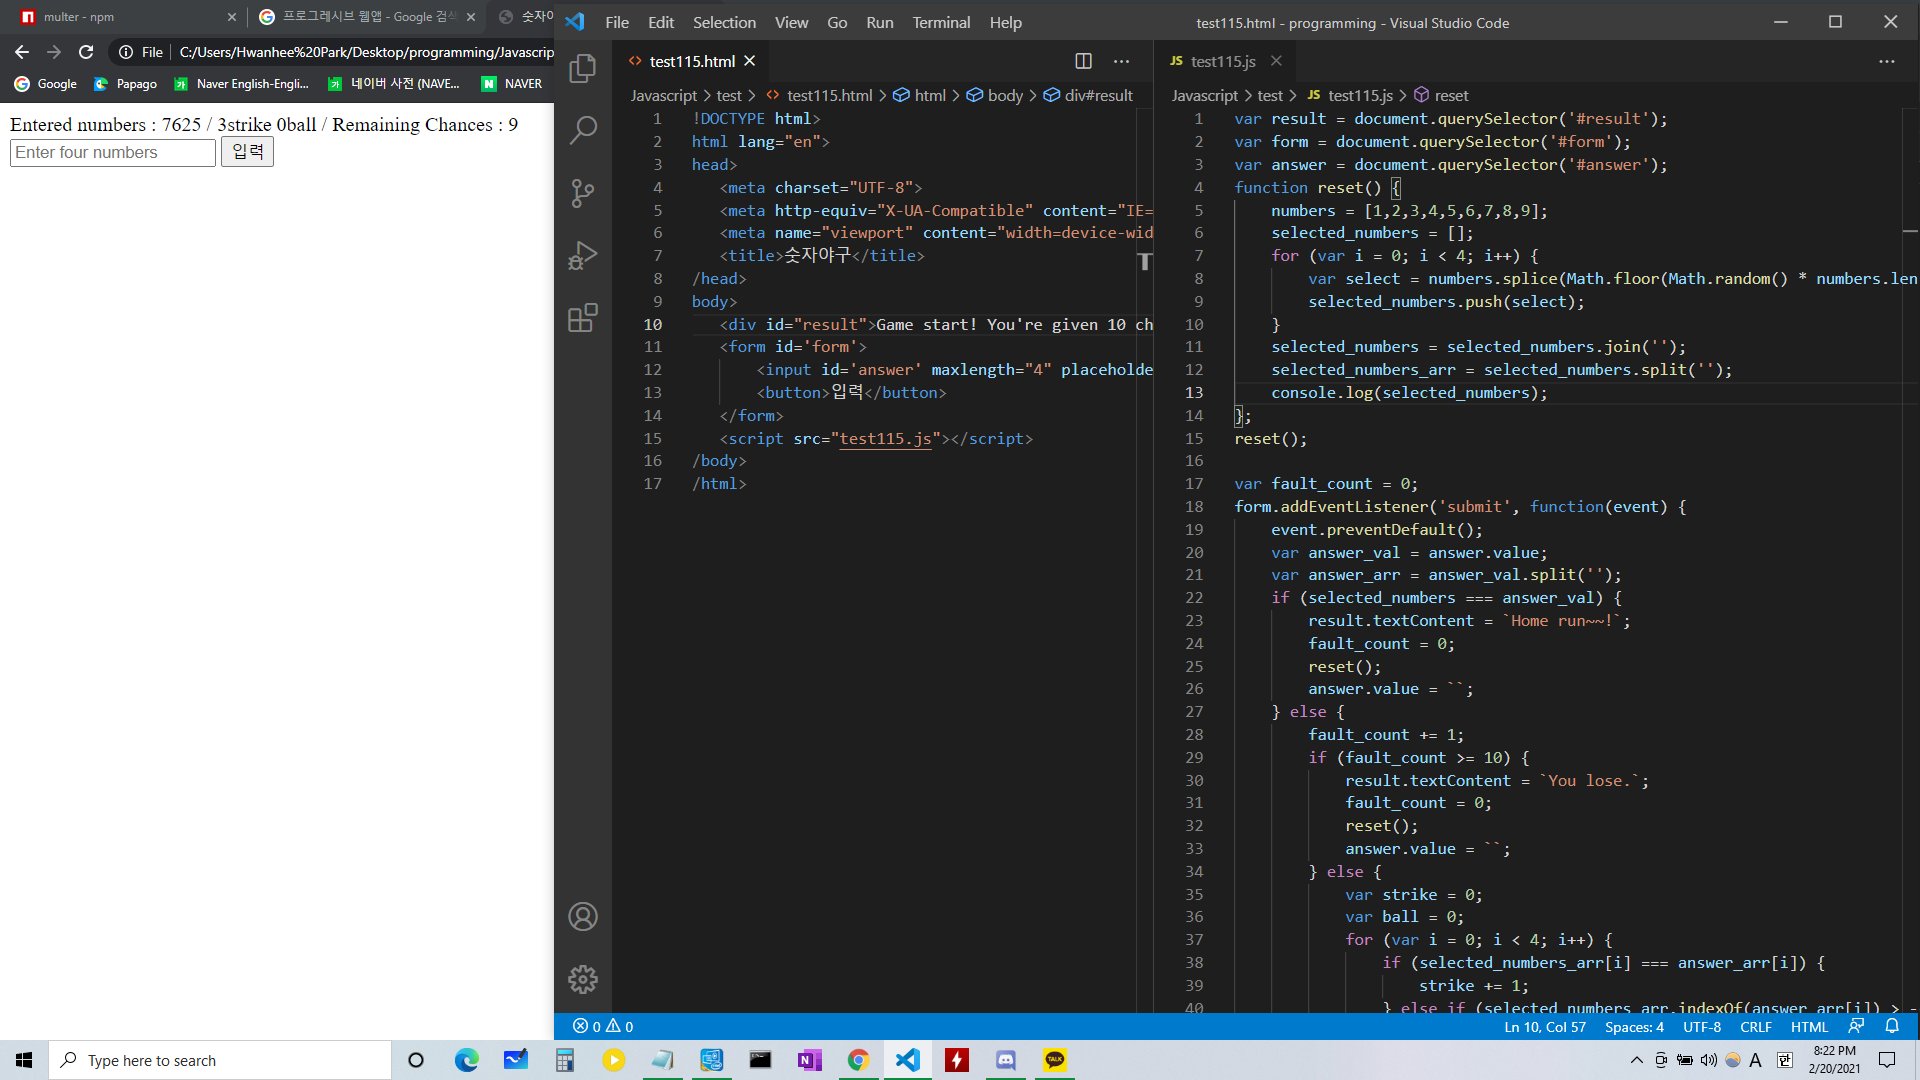 multer - npm
프로그레시브 웹앱 - Google 검색
숫자야
File C:/Users/Hwanhee%20Park/Desktop/programming/Javascrip
Google Papago Naver English-Engli... 네이버 사전 (NAVE... NAVER
Entered numbers : 7625 / 3strike 0ball / Remaining Chances : 9
Enter four numbers 입력
File Edit Selection View Go Run Terminal Help
test115.html - programming - Visual Studio Code
test115.html
Javascript > test > test115.html > html > body > div#result
1 !DOCTYPE html>
2 html lang="en">
3 head>
4 <meta charset="UTF-8">
5 <meta http-equiv="X-UA-Compatible" content="IE=
6 <meta name="viewport" content="width=device-wid
7 <title>숫자야구</title>
8 /head>
9 body>
10 <div id="result">Game start! You're given 10 ch
11 <form id='form'>
12 <input id='answer' maxlength="4" placeholde
13 <button>입력</button>
14 </form>
15 <script src="test115.js"></script>
16 /body>
17 /html>
JS test115.js
Javascript > test > JS test115.js > reset
1 var result = document.querySelector('#result');
2 var form = document.querySelector('#form');
3 var answer = document.querySelector('#answer');
4 function reset() {
5 numbers = [1,2,3,4,5,6,7,8,9];
6 selected_numbers = [];
7 for (var i = 0; i < 4; i++) {
8 var select = numbers.splice(Math.floor(Math.random() * numbers.len
9 selected_numbers.push(select);
10 }
11 selected_numbers = selected_numbers.join('');
12 selected_numbers_arr = selected_numbers.split('');
13 console.log(selected_numbers);
14 };
15 reset();
16
17 var fault_count = 0;
18 form.addEventListener('submit', function(event) {
19 event.preventDefault();
20 var answer_val = answer.value;
21 var answer_arr = answer_val.split('');
22 if (selected_numbers === answer_val) {
23 result.textContent = `Home run~~!`;
24 fault_count = 0;
25 reset();
26 answer.value = ``;
27 } else {
28 fault_count += 1;
29 if (fault_count >= 10) {
30 result.textContent = `You lose.`;
31 fault_count = 0;
32 reset();
33 answer.value = ``;
34 } else {
35 var strike = 0;
36 var ball = 0;
37 for (var i = 0; i < 4; i++) {
38 if (selected_numbers_arr[i] === answer_arr[i]) {
39 strike += 1;
40 } else if (selected_numbers_arr.indexOf(answer_arr[i]) > -
0 0
Ln 10, Col 57 Spaces: 4 UTF-8 CRLF HTML
Type here to search
TALK
A 한
8:22 PM
2/20/2021